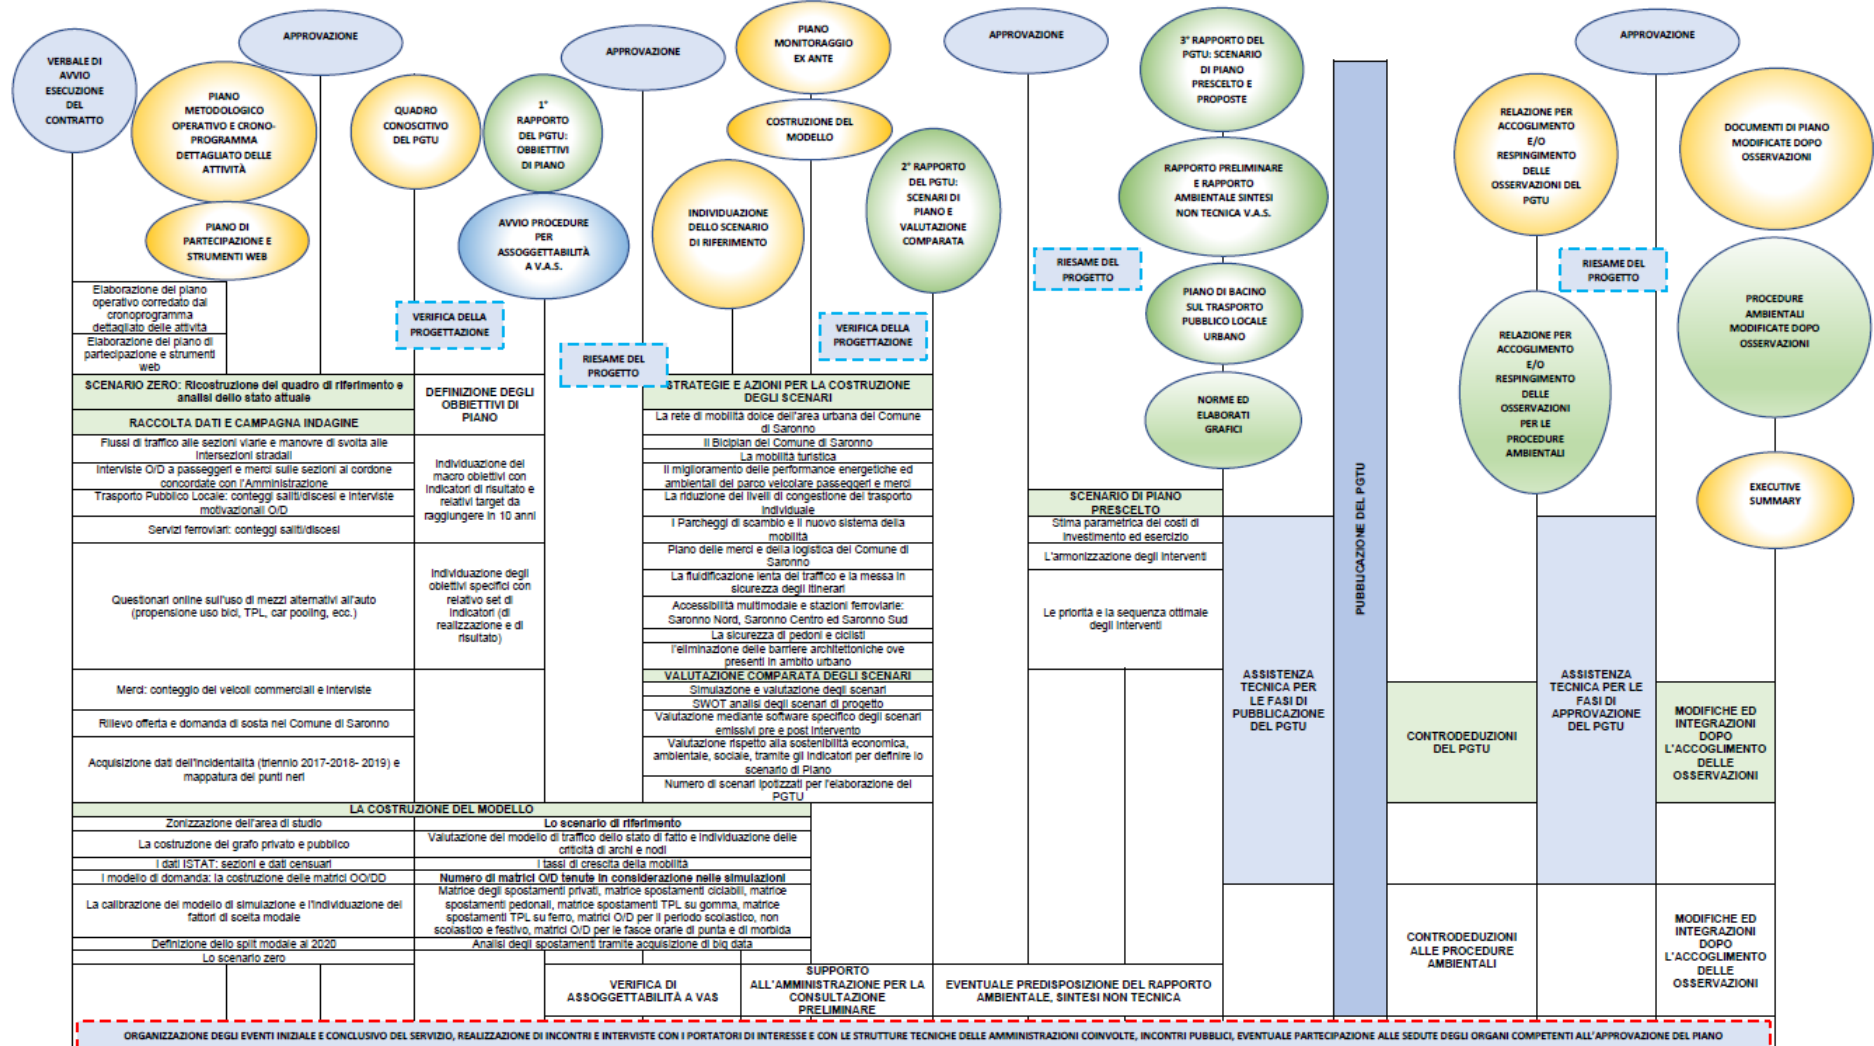 VERBALE DI
AVVIO
ESECUZIONE
DEL
CONTRATTO
PIANO
METODOLOGICO
OPERATIVO E CRONO-
PROGRAMMA
DETTAGLIATO DELLE
ATTIVITÀ
PIANO DI
PARTECIPAZIONE E
STRUMENTI WEB
APPROVAZIONE
QUADRO
CONOSCITIVO
DEL PGTU
1°
RAPPORTO
DEL PGTU:
OBBIETTIVI
DI PIANO
AVVIO PROCEDURE
PER
ASSOGGETTABILITÀ
A V.A.S.
APPROVAZIONE
PIANO
MONITORAGGIO
EX ANTE
COSTRUZIONE DEL
MODELLO
INDIVIDUAZIONE
DELLO SCENARIO
DI RIFERIMENTO
2° RAPPORTO
DEL PGTU:
SCENARI DI
PIANO E
VALUTAZIONE
COMPARATA
APPROVAZIONE
3° RAPPORTO DEL
PGTU: SCENARIO
DI PIANO
PRESCELTO E
PROPOSTE
RAPPORTO PRELIMINARE
E RAPPORTO
AMBIENTALE SINTESI
NON TECNICA V.A.S.
PIANO DI BACINO
SUL TRASPORTO
PUBBLICO LOCALE
URBANO
NORME ED
ELABORATI
GRAFICI
RELAZIONE PER
ACCOGLIMENTO
E/O
RESPINGIMENTO
DELLE
OSSERVAZIONI DEL
PGTU
RELAZIONE PER
ACCOGLIMENTO
E/O
RESPINGIMENTO
DELLE
OSSERVAZIONI
PER LE
PROCEDURE
AMBIENTALI
APPROVAZIONE
DOCUMENTI DI PIANO
MODIFICATE DOPO
OSSERVAZIONI
PROCEDURE
AMBIENTALI
MODIFICATE DOPO
OSSERVAZIONI
EXECUTIVE
SUMMARY
VERIFICA DELLA
PROGETTAZIONE
RIESAME DEL
PROGETTO
VERIFICA DELLA
PROGETTAZIONE
RIESAME DEL
PROGETTO
RIESAME DEL
PROGETTO
Elaborazione del piano
operativo corredato dal
cronoprogramma
dettagliato delle attività
Elaborazione del piano di
partecipazione e strumenti
web
SCENARIO ZERO: Ricostruzione del quadro di riferimento e
analisi dello stato attuale
RACCOLTA DATI E CAMPAGNA INDAGINE
Flussi di traffico alle sezioni viarie e manovre di svolta alle
intersezioni stradali
Interviste O/D a passeggeri e merci sulle sezioni al cordone
concordate con l'Amministrazione
Trasporto Pubblico Locale: conteggi saliti/discesi e interviste
motivazionali O/D
Servizi ferroviari: conteggi saliti/discesi
Questionari online sull'uso di mezzi alternativi all'auto
(propensione uso bici, TPL, car pooling, ecc.)
Merci: conteggio dei veicoli commerciali e interviste
Rilievo offerta e domanda di sosta nel Comune di Saronno
Acquisizione dati dell'incidentalità (triennio 2017-2018- 2019) e
mappatura dei punti neri
DEFINIZIONE DEGLI
OBBIETTIVI DI
PIANO
Individuazione dei
macro obiettivi con
indicatori di risultato e
relativi target da
raggiungere in 10 anni
Individuazione degli
obiettivi specifici con
relativo set di
indicatori (di
realizzazione e di
risultato)
STRATEGIE E AZIONI PER LA COSTRUZIONE
DEGLI SCENARI
La rete di mobilità dolce dell'area urbana del Comune
di Saronno
Il Biciplan del Comune di Saronno
La mobilità turistica
Il miglioramento delle performance energetiche ed
ambientali del parco veicolare passeggeri e merci
La riduzione dei livelli di congestione del trasporto
individuale
I Parcheggi di scambio e il nuovo sistema della
mobilità
Piano delle merci e della logistica del Comune di
Saronno
La fluidificazione lenta del traffico e la messa in
sicurezza degli itinerari
Accessibilità multimodale e stazioni ferroviarie:
Saronno Nord, Saronno Centro ed Saronno Sud
La sicurezza di pedoni e ciclisti
l'eliminazione delle barriere architettoniche ove
presenti in ambito urbano
VALUTAZIONE COMPARATA DEGLI SCENARI
Simulazione e valutazione degli scenari
SWOT analisi degli scenari di progetto
Valutazione mediante software specifico degli scenari
emissivi pre e post intervento
Valutazione rispetto alla sostenibilità economica,
ambientale, sociale, tramite gli indicatori per definire lo
scenario di Piano
Numero di scenari ipotizzati per l'elaborazione del
PGTU
SCENARIO DI PIANO
PRESCELTO
Stima parametrica dei costi di
investimento ed esercizio
L'armonizzazione degli interventi
Le priorità e la sequenza ottimale
degli interventi
ASSISTENZA
TECNICA PER
LE FASI DI
PUBBLICAZIONE
DEL PGTU
PUBBLICAZIONE DEL PGTU
CONTRODEDUZIONI
DEL PGTU
ASSISTENZA
TECNICA PER LE
FASI DI
APPROVAZIONE
DEL PGTU
MODIFICHE ED
INTEGRAZIONI
DOPO
L'ACCOGLIMENTO
DELLE
OSSERVAZIONI
LA COSTRUZIONE DEL MODELLO
Zonizzazione dell'area di studio
La costruzione del grafo privato e pubblico
I dati ISTAT: sezioni e dati censuari
I modello di domanda: la costruzione delle matrici OO/DD
La calibrazione del modello di simulazione e l'individuazione dei
fattori di scelta modale
Definizione dello split modale al 2020
Lo scenario zero
Lo scenario di riferimento
Valutazione del modello di traffico dello stato di fatto e individuazione delle
criticità di archi e nodi
I tassi di crescita della mobilità
Numero di matrici O/D tenute in considerazione nelle simulazioni
Matrice degli spostamenti privati, matrice spostamenti ciclabili, matrice
spostamenti pedonali, matrice spostamenti TPL su gomma, matrice
spostamenti TPL su ferro, matrici O/D per il periodo scolastico, non
scolastico e festivo, matrici O/D per le fasce orarie di punta e di morbida
Analisi degli spostamenti tramite acquisizione di big data
VERIFICA DI
ASSOGGETTABILITÀ A VAS
SUPPORTO
ALL'AMMINISTRAZIONE PER LA
CONSULTAZIONE
PRELIMINARE
EVENTUALE PREDISPOSIZIONE DEL RAPPORTO
AMBIENTALE, SINTESI NON TECNICA
CONTRODEDUZIONI
ALLE PROCEDURE
AMBIENTALI
MODIFICHE ED
INTEGRAZIONI
DOPO
L'ACCOGLIMENTO
DELLE
OSSERVAZIONI
ORGANIZZAZIONE DEGLI EVENTI INIZIALE E CONCLUSIVO DEL SERVIZIO, REALIZZAZIONE DI INCONTRI E INTERVISTE CON I PORTATORI DI INTERESSE E CON LE STRUTTURE TECNICHE DELLE AMMINISTRAZIONI COINVOLTE, INCONTRI PUBBLICI, EVENTUALE PARTECIPAZIONE ALLE SEDUTE DEGLI ORGANI COMPETENTI ALL'APPROVAZIONE DEL PIANO